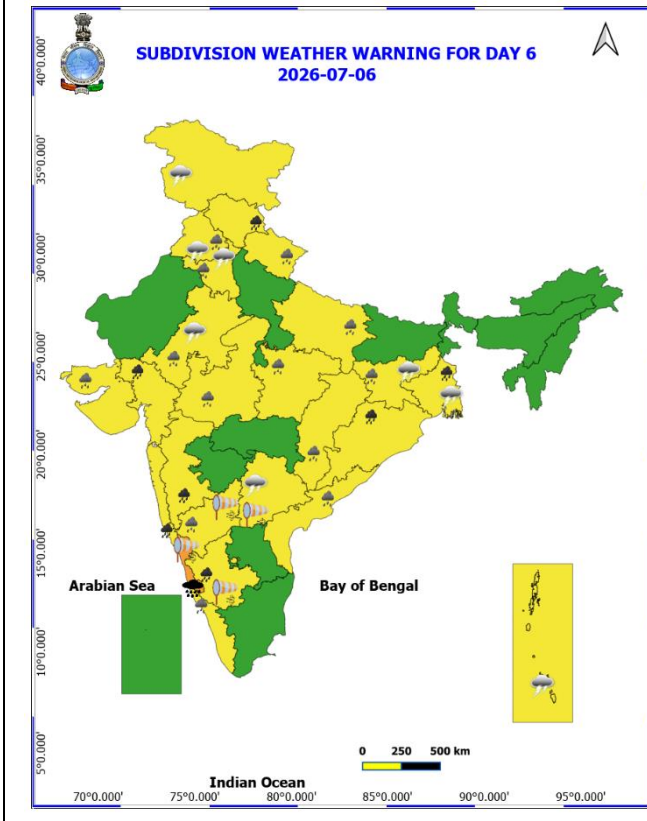 SUBDIVISION WEATHER WARNING FOR DAY 6
2026-07-06
40°0.000'
35°0.000'
30°0.000'
25°0.000'
20°0.000'
15°0.000'
10°0.000'
5°0.000'
Arabian Sea
Bay of Bengal
0 250 500 km
Indian Ocean
70°0.000' 75°0.000' 80°0.000' 85°0.000' 90°0.000' 95°0.000'